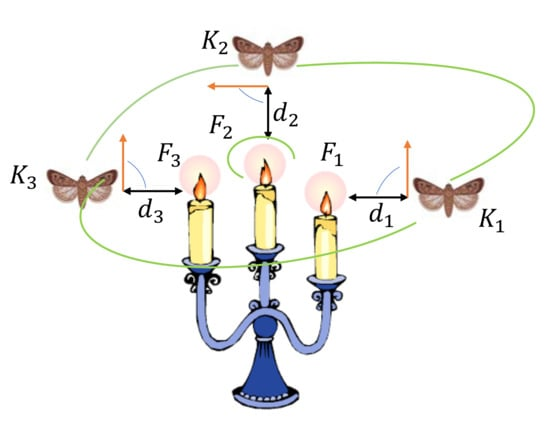 K₂
d₂
F₂
F₃
F₁
K₃
d₃
d₁
K₁